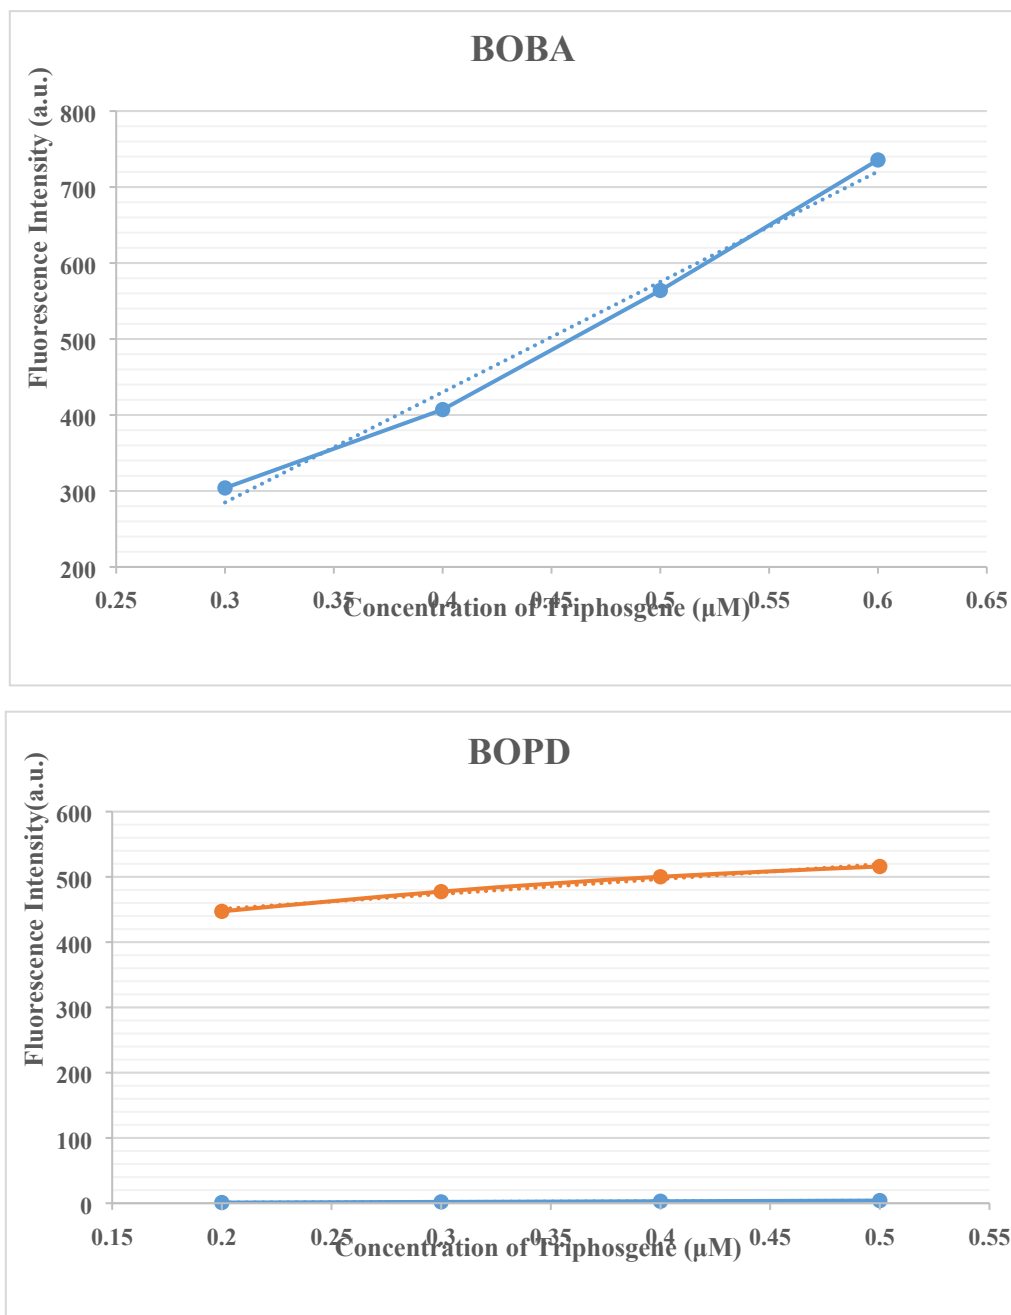 BOBA
Fluorescence Intensity (a.u.)
800
700
600
500
400
300
200
0.25 0.3 0.35 0.4 0.45 0.5 0.55 0.6 0.65
Concentration of Triphosgene (μM)
BOPD
Fluorescence Intensity(a.u.)
600
500
400
300
200
100
0
0.15 0.2 0.25 0.3 0.35 0.4 0.45 0.5 0.55
Concentration of Triphosgene (μM)